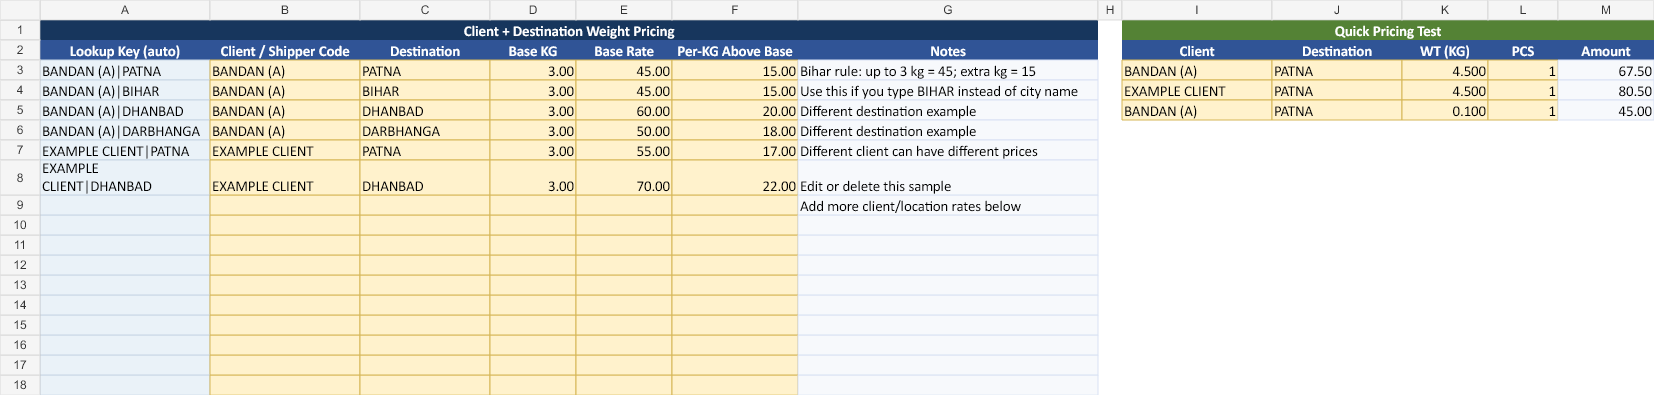 A B C D E F G H I J K L M
1 Client + Destination Weight Pricing Quick Pricing Test
2 Lookup Key (auto) Client / Shipper Code Destination Base KG Base Rate Per-KG Above Base Notes Client Destination WT (KG) PCS Amount
3 BANDAN (A)|PATNA BANDAN (A) PATNA 3.00 45.00 15.00 Bihar rule: up to 3 kg = 45; extra kg = 15 BANDAN (A) PATNA 4.500 1 67.50
4 BANDAN (A)|BIHAR BANDAN (A) BIHAR 3.00 45.00 15.00 Use this if you type BIHAR instead of city name EXAMPLE CLIENT PATNA 4.500 1 80.50
5 BANDAN (A)|DHANBAD BANDAN (A) DHANBAD 3.00 60.00 20.00 Different destination example BANDAN (A) PATNA 0.100 1 45.00
6 BANDAN (A)|DARBHANGA BANDAN (A) DARBHANGA 3.00 50.00 18.00 Different destination example
7 EXAMPLE CLIENT|PATNA EXAMPLE CLIENT PATNA 3.00 55.00 17.00 Different client can have different prices
EXAMPLE
8 CLIENT|DHANBAD EXAMPLE CLIENT DHANBAD 3.00 70.00 22.00 Edit or delete this sample
9 Add more client/location rates below
10
11
12
13
14
15
16
17
18